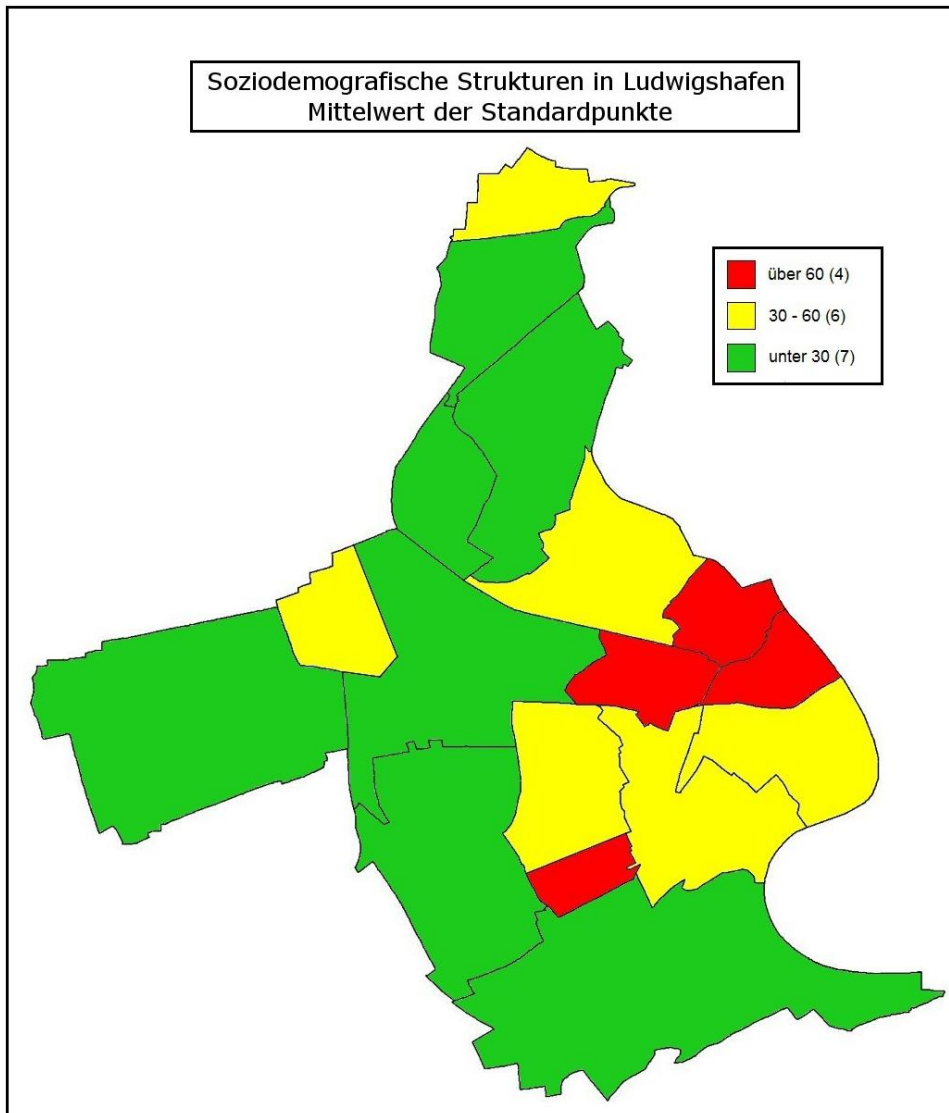 Soziodemografische Strukturen in Ludwigshafen
Mittelwert der Standardpunkte
über 60 (4)
30 - 60 (6)
unter 30 (7)